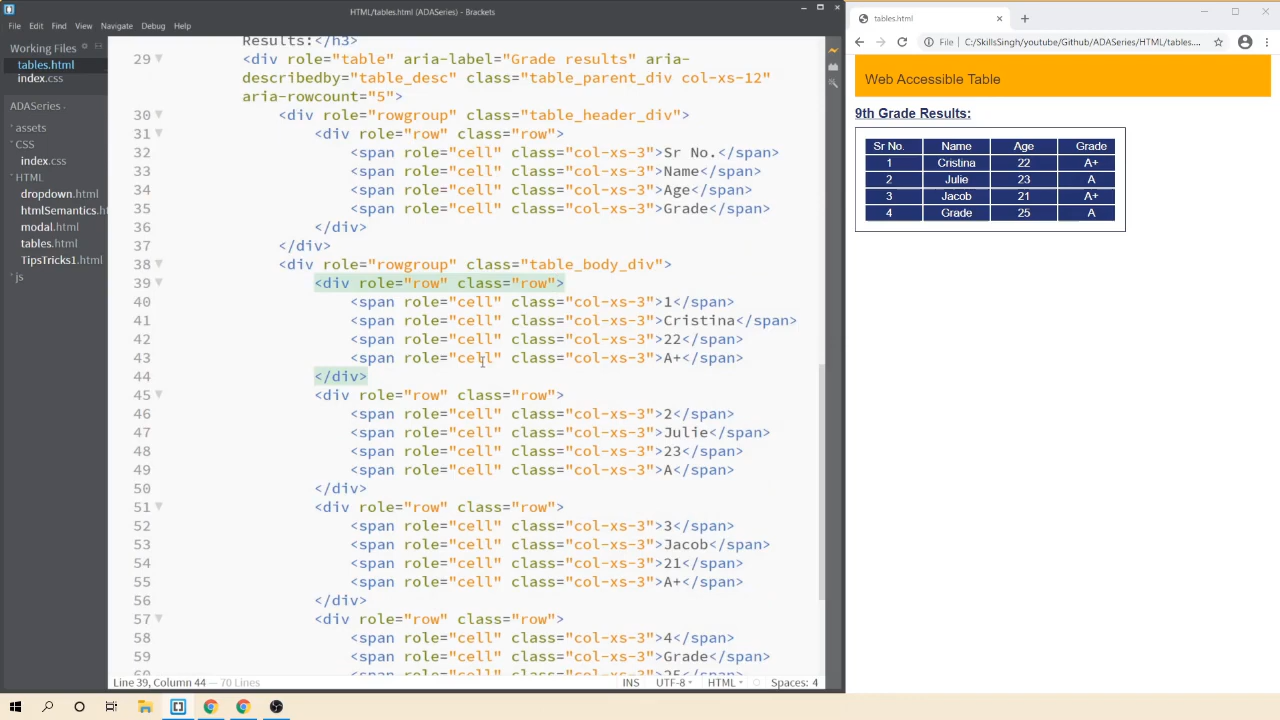 HTML/tables.html (ADASeries) - Brackets
File Edit Find View Navigate Debug Help
Working Files
tables.html
index.css
ADASeries
assets
CSS
index.css
HTML
dropdown.html
htmlSemantics.ht
modal.html
tables.html
TipsTricks1.html
js
Results:</h3>
29 <div role="table" aria-label="Grade results" aria-
describedby="table_desc" class="table_parent_div col-xs-12"
aria-rowcount="5">
30 <div role="rowgroup" class="table_header_div">
31 <div role="row" class="row">
32 <span role="cell" class="col-xs-3">Sr No.</span>
33 <span role="cell" class="col-xs-3">Name</span>
34 <span role="cell" class="col-xs-3">Age</span>
35 <span role="cell" class="col-xs-3">Grade</span>
36 </div>
37 </div>
38 <div role="rowgroup" class="table_body_div">
39 <div role="row" class="row">
40 <span role="cell" class="col-xs-3">1</span>
41 <span role="cell" class="col-xs-3">Cristina</span>
42 <span role="cell" class="col-xs-3">22</span>
43 <span role="cell" class="col-xs-3">A+</span>
44 </div>
45 <div role="row" class="row">
46 <span role="cell" class="col-xs-3">2</span>
47 <span role="cell" class="col-xs-3">Julie</span>
48 <span role="cell" class="col-xs-3">23</span>
49 <span role="cell" class="col-xs-3">A</span>
50 </div>
51 <div role="row" class="row">
52 <span role="cell" class="col-xs-3">3</span>
53 <span role="cell" class="col-xs-3">Jacob</span>
54 <span role="cell" class="col-xs-3">21</span>
55 <span role="cell" class="col-xs-3">A+</span>
56 </div>
57 <div role="row" class="row">
58 <span role="cell" class="col-xs-3">4</span>
59 <span role="cell" class="col-xs-3">Grade</span>
Line 39, Column 44 — 70 Lines
INS UTF-8 HTML Spaces: 4
tables.html
File C:/SkillsSingh/youtube/Github/ADASeries/HTML/tables....
Web Accessible Table
9th Grade Results:
Sr No. Name Age Grade
1 Cristina 22 A+
2 Julie 23 A
3 Jacob 21 A+
4 Grade 25 A